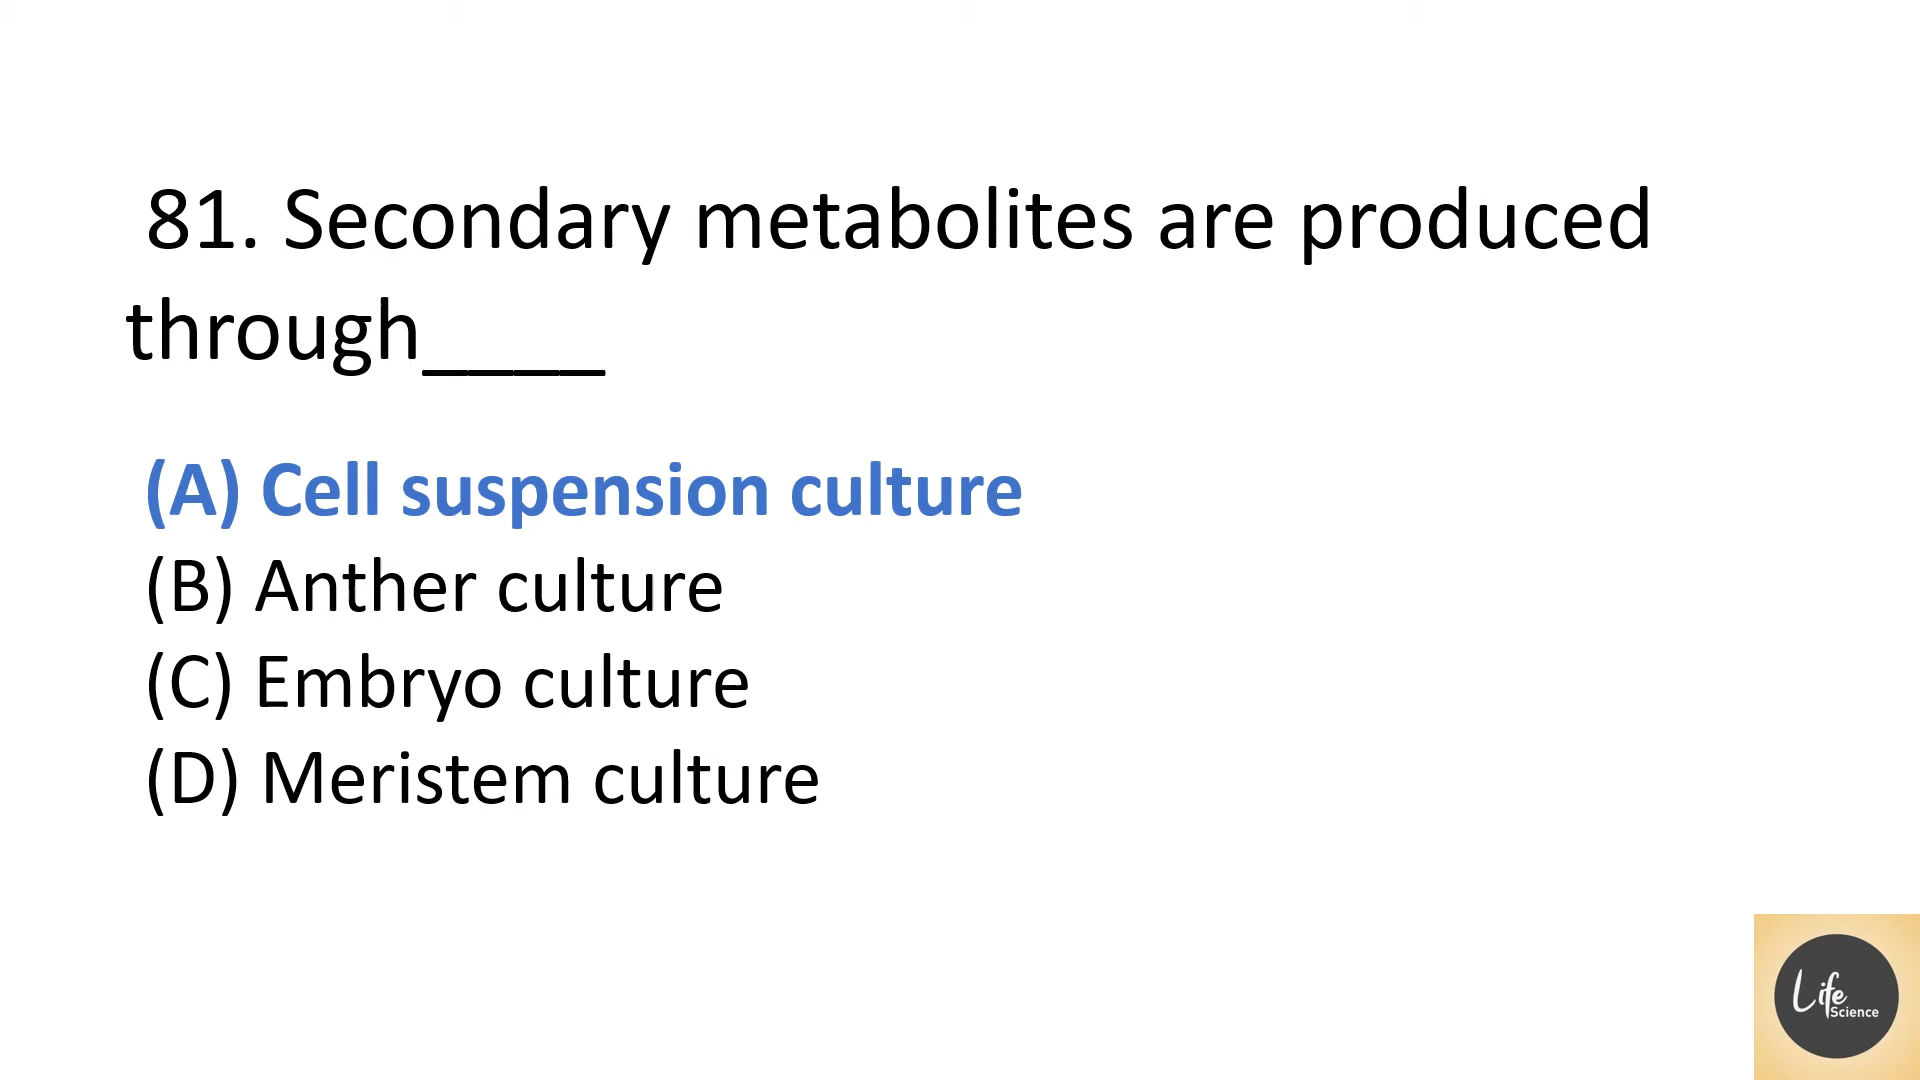 81. Secondary metabolites are produced
through____
(A) Cell suspension culture
(B) Anther culture
(C) Embryo culture
(D) Meristem culture
Life
Science